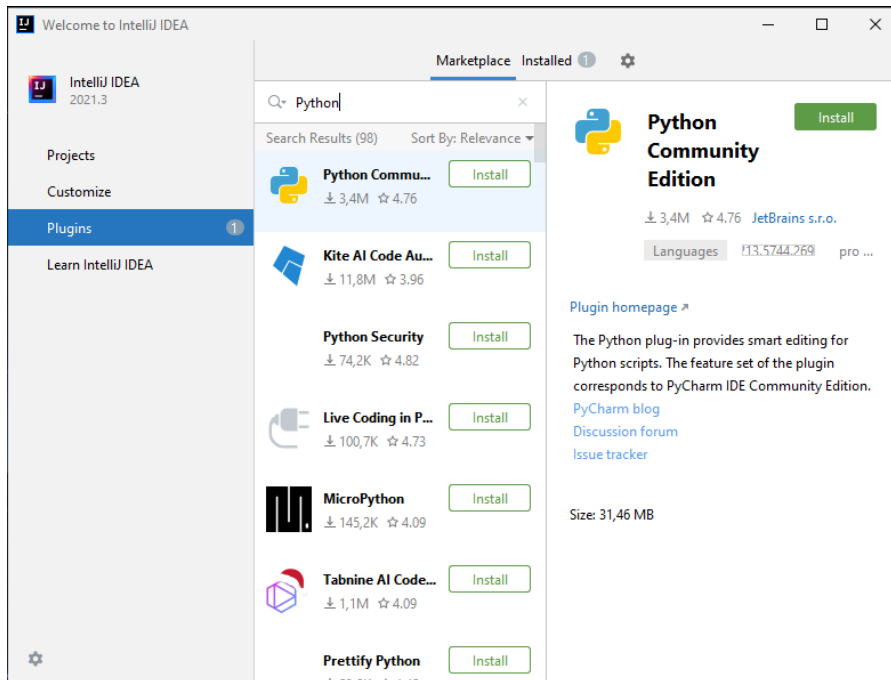 Welcome to IntelliJ IDEA
IntelliJ IDEA
2021.3
Projects
Customize
Plugins 1
Learn IntelliJ IDEA
Marketplace Installed 1
Python
Search Results (98) Sort By: Relevance
Python Commu... Install
3,4M 4.76
Kite AI Code Au... Install
11,8M 3.96
Python Security Install
74,2K 4.82
Live Coding in P... Install
100,7K 4.73
MicroPython Install
145,2K 4.09
Tabnine AI Code... Install
1,1M 4.09
Prettify Python Install
Python Install
Community
Edition
3,4M 4.76 JetBrains s.r.o.
Languages 213.5744.269 pro ...
Plugin homepage
The Python plug-in provides smart editing for
Python scripts. The feature set of the plugin
corresponds to PyCharm IDE Community Edition.
PyCharm blog
Discussion forum
Issue tracker
Size: 31,46 MB